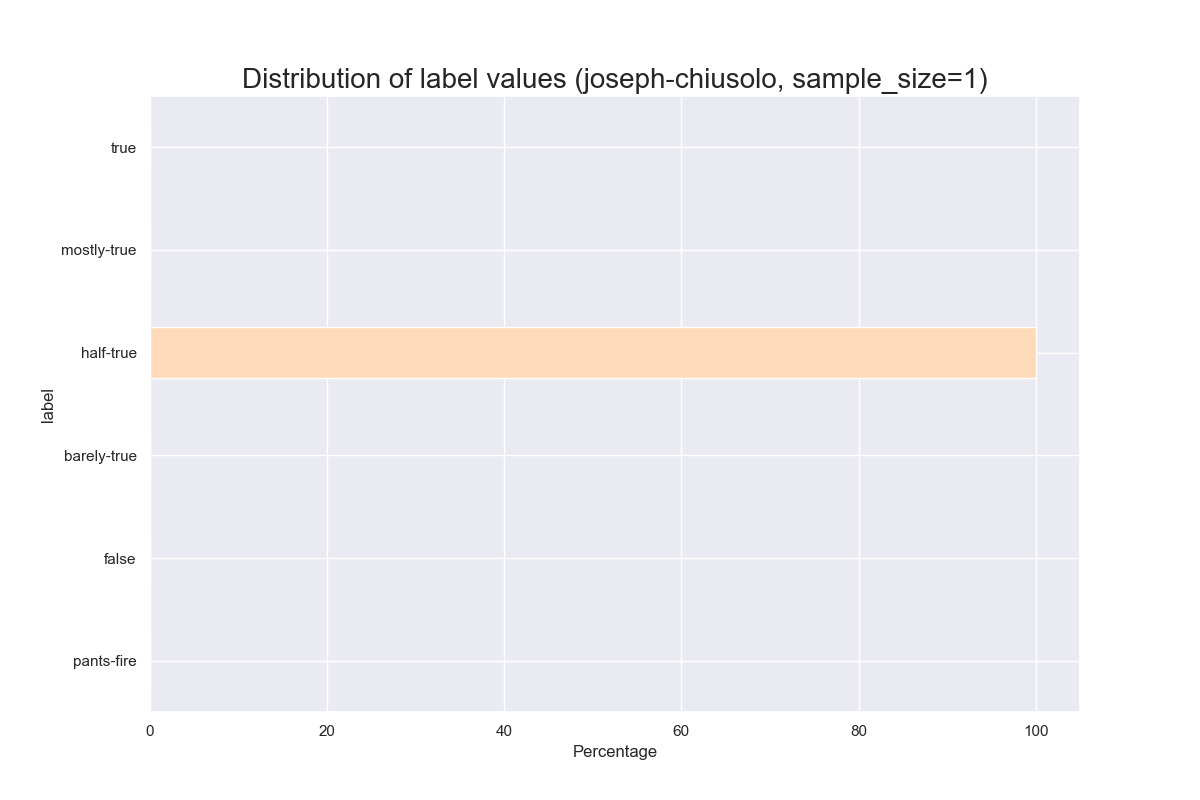 Distribution of label values (joseph-chiusolo, sample_size=1)
true
mostly-true
half-true
barely-true
false
pants-fire
label
0 20 40 60 80 100
Percentage